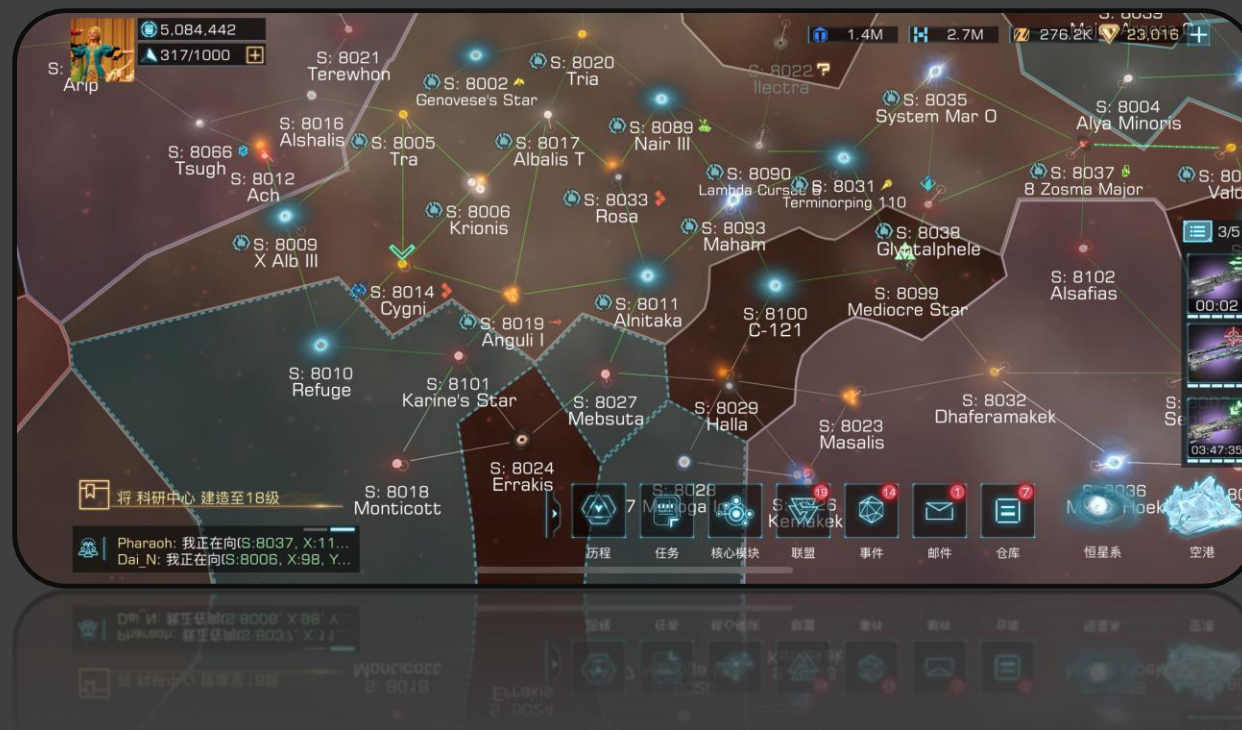 5,084,442
317/1000
1.4M
2.7M
276.2K
23,016
S:
Arip
S: 8021
Terewhon
S: 8002
Genovese's Star
S: 8020
Tria
S: 8022
Ilectra
S: 8035
System Mar O
S: 8004
Alya Minoris
S: 8016
Alshalis
S: 8005
Tra
S: 8017
Albalis T
S: 8089
Nair III
S: 8066
Tsugh
S: 8012
Ach
S: 8090
S: 8031
Terminorping 110
S: 8037
8 Zosma Major
S: 8006
Krionis
S: 8033
Rosa
S: 8093
Maham
S: 8038
Glyptalphele
S: 8009
X Alb III
3/5
S: 8102
Alsafias
S: 8014
Cygni
S: 8019
Anguli I
S: 8011
Alnitaka
S: 8100
C-121
S: 8099
Mediocre Star
00:02
S: 8010
Refuge
S: 8101
Karine's Star
S: 8027
Mebsuta
S: 8029
Halla
S: 8023
Masalis
S: 8032
Dhaferamakek
03:47:35
S: 8024
Errakis
S: 8018
Monticott
S: 8028
Kemakek
将 科研中心 建造至18级
Pharaoh: 我正在向(S:8037, X:11...
Dai_N: 我正在向(S:8006, X:98, Y...
19
14
1
7
历程
任务
核心模块
联盟
事件
邮件
仓库
恒星系
空港